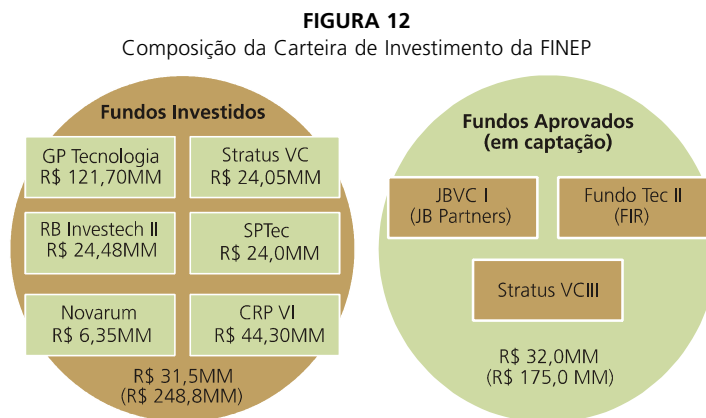 FIGURA 12
Composição da Carteira de Investimento da FINEP
Fundos Investidos
GP Tecnologia
R$ 121,70MM
Stratus VC
R$ 24,05MM
RB Investech II
R$ 24,48MM
SPTec
R$ 24,0MM
Novarum
R$ 6,35MM
CRP VI
R$ 44,30MM
R$ 31,5MM
(R$ 248,8MM)
Fundos Aprovados
(em captação)
JBVC I
(JB Partners)
Fundo Tec II
(FIR)
Stratus VCIII
R$ 32,0MM
(R$ 175,0 MM)